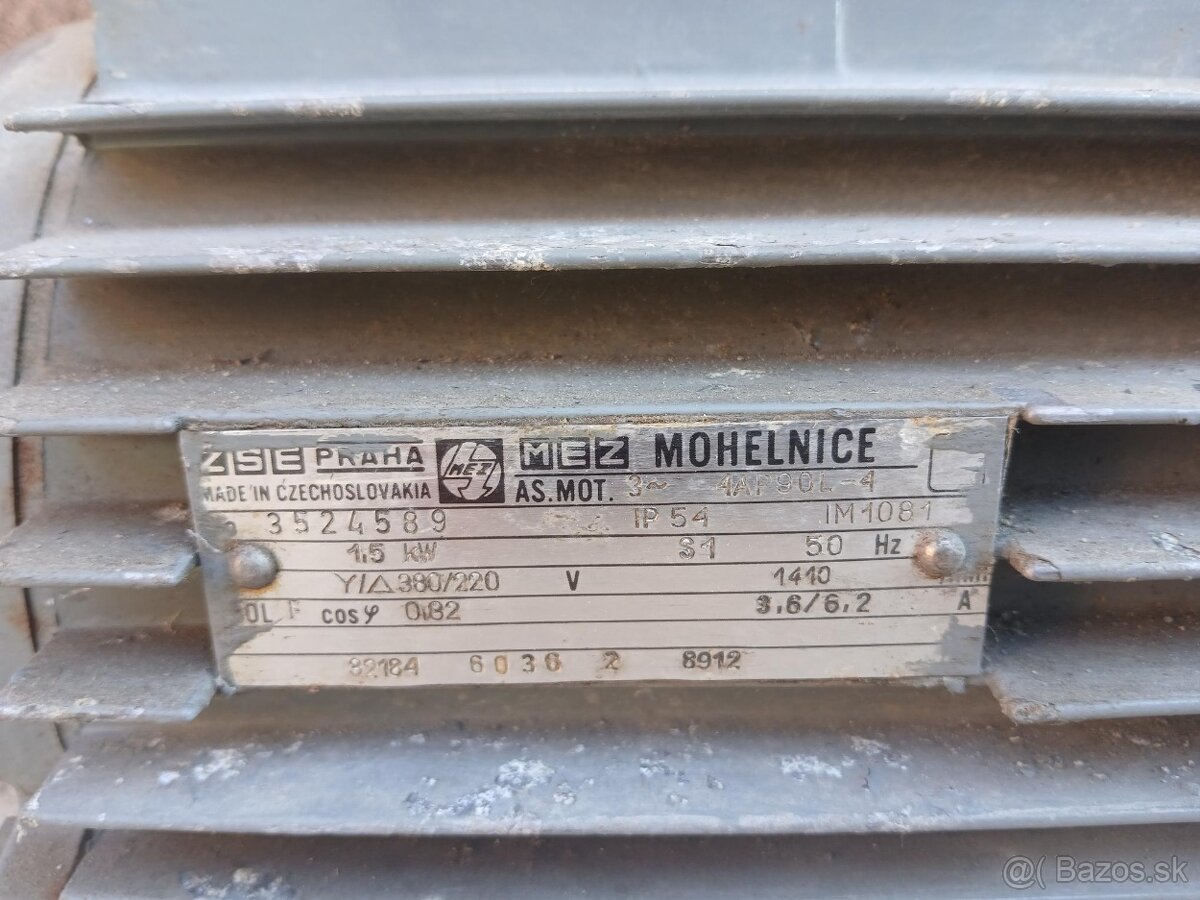 ZSE PRAHA MEZ MEZ MOHELNICE
MADE IN CZECHOSLOVAKIA AS. MOT. 3~ 4AP90L-4
3524589 IP 54 IM1081
1,5 kW S1 50 Hz
Y/△ 380/220 V 1410
F cosφ 0,82 3,6/6,2 A
82184 6036 2 8912
@( Bazos.sk